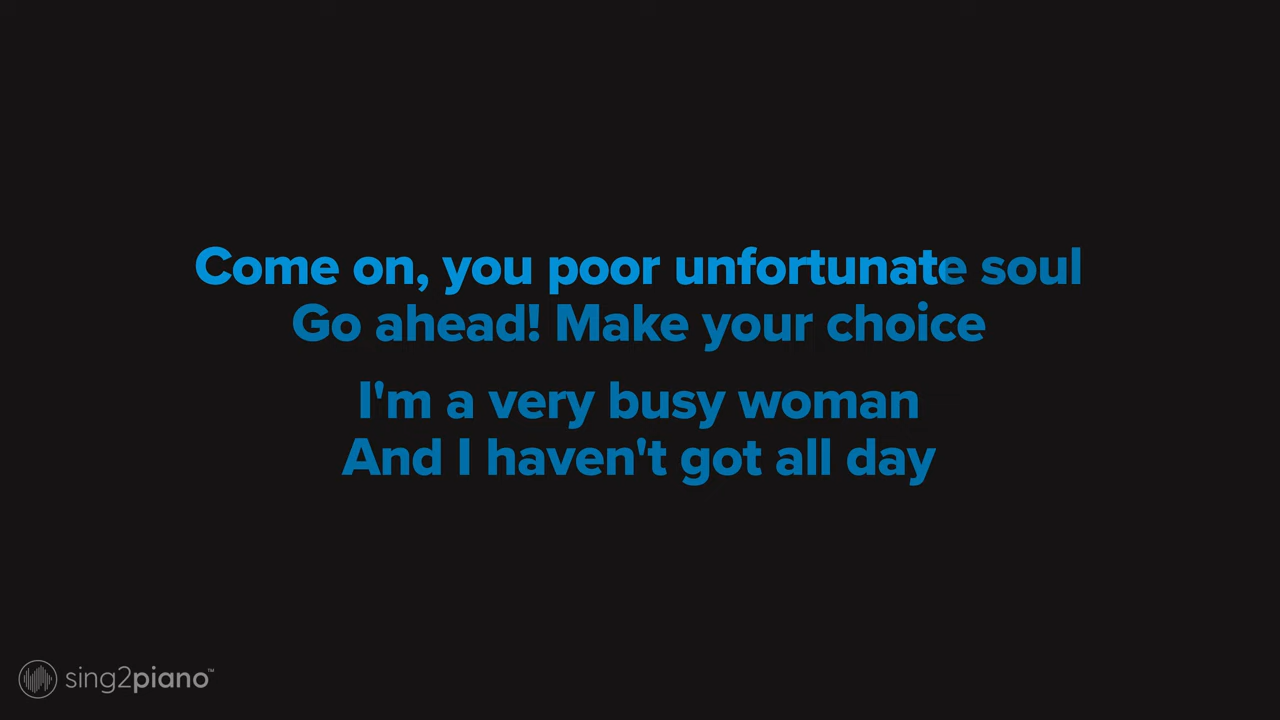 Come on, you poor unfortunate soul
Go ahead! Make your choice
I'm a very busy woman
And I haven't got all day
sing2piano™